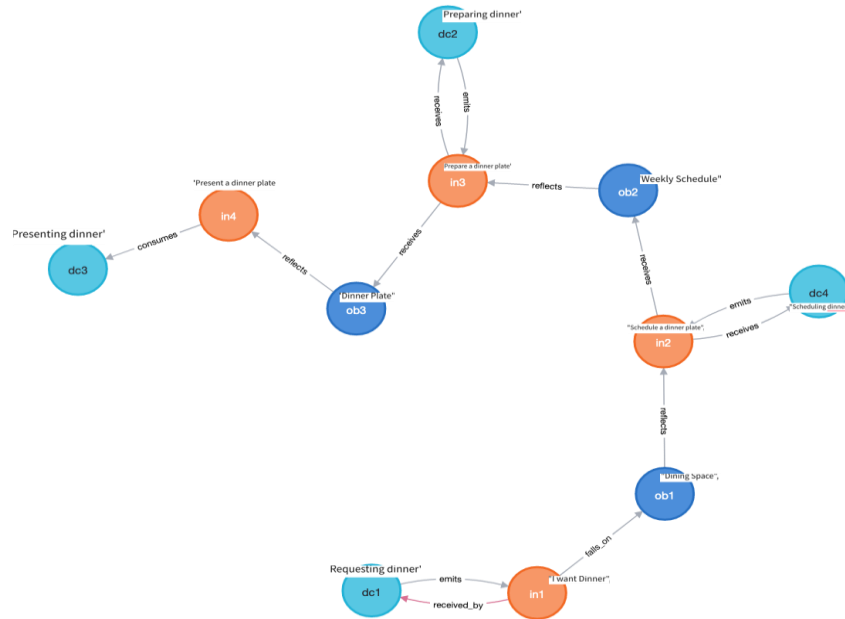 Preparing dinner'
dc2
receives
emits
Prepare a dinner plate'
in3
reflects
Weekly Schedule"
ob2
'Present a dinner plate
in4
Presenting dinner'
consumes
dc3
reflects
receives
"Dinner Plate"
ob3
receives
dc4
"Scheduling dinner
emits
receives
"Schedule a dinner plate",
in2
reflects
"Dining Space",
ob1
falls_on
Requesting dinner'
dc1
emits
received_by
"I want Dinner",
in1